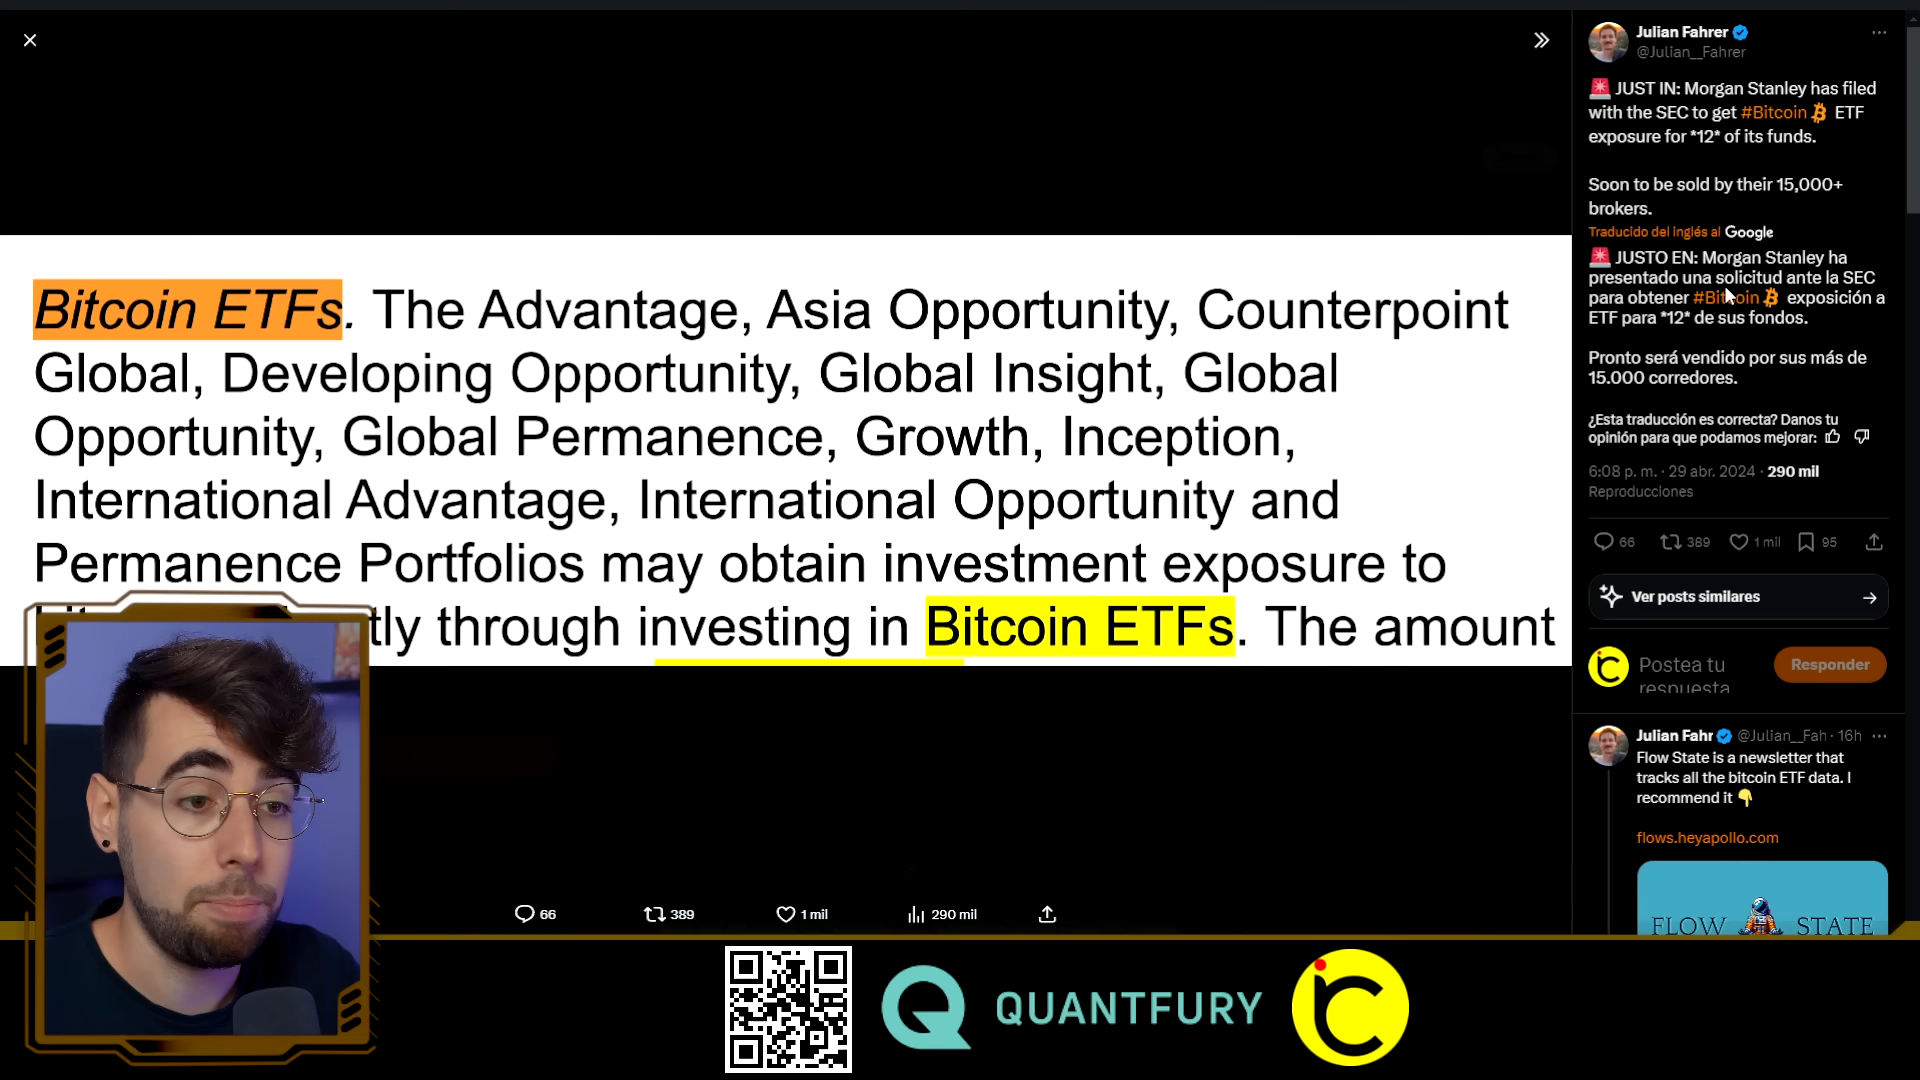 Bitcoin ETFs. The Advantage, Asia Opportunity, Counterpoint
Global, Developing Opportunity, Global Insight, Global
Opportunity, Global Permanence, Growth, Inception,
International Advantage, International Opportunity and
Permanence Portfolios may obtain investment exposure to
tly through investing in Bitcoin ETFs. The amount
66 389 1 mil 290 mil
Julian Fahrer
@Julian__Fahrer
🚨 JUST IN: Morgan Stanley has filed
with the SEC to get #Bitcoin ETF
exposure for *12* of its funds.
Soon to be sold by their 15,000+
brokers.
Traducido del inglés al Google
🚨 JUSTO EN: Morgan Stanley ha
presentado una solicitud ante la SEC
para obtener #Bitcoin exposición a
ETF para *12* de sus fondos.
Pronto será vendido por sus más de
15.000 corredores.
¿Esta traducción es correcta? Danos tu
opinión para que podamos mejorar:
6:08 p. m. · 29 abr. 2024 · 290 mil
Reproducciones
66 389 1 mil 95
Ver posts similares
Postea tu
respuesta
Responder
Julian Fahr @Julian__Fah · 16h
Flow State is a newsletter that
tracks all the bitcoin ETF data. I
recommend it 👇
flows.heyapollo.com
FLOW STATE
QUANTFURY